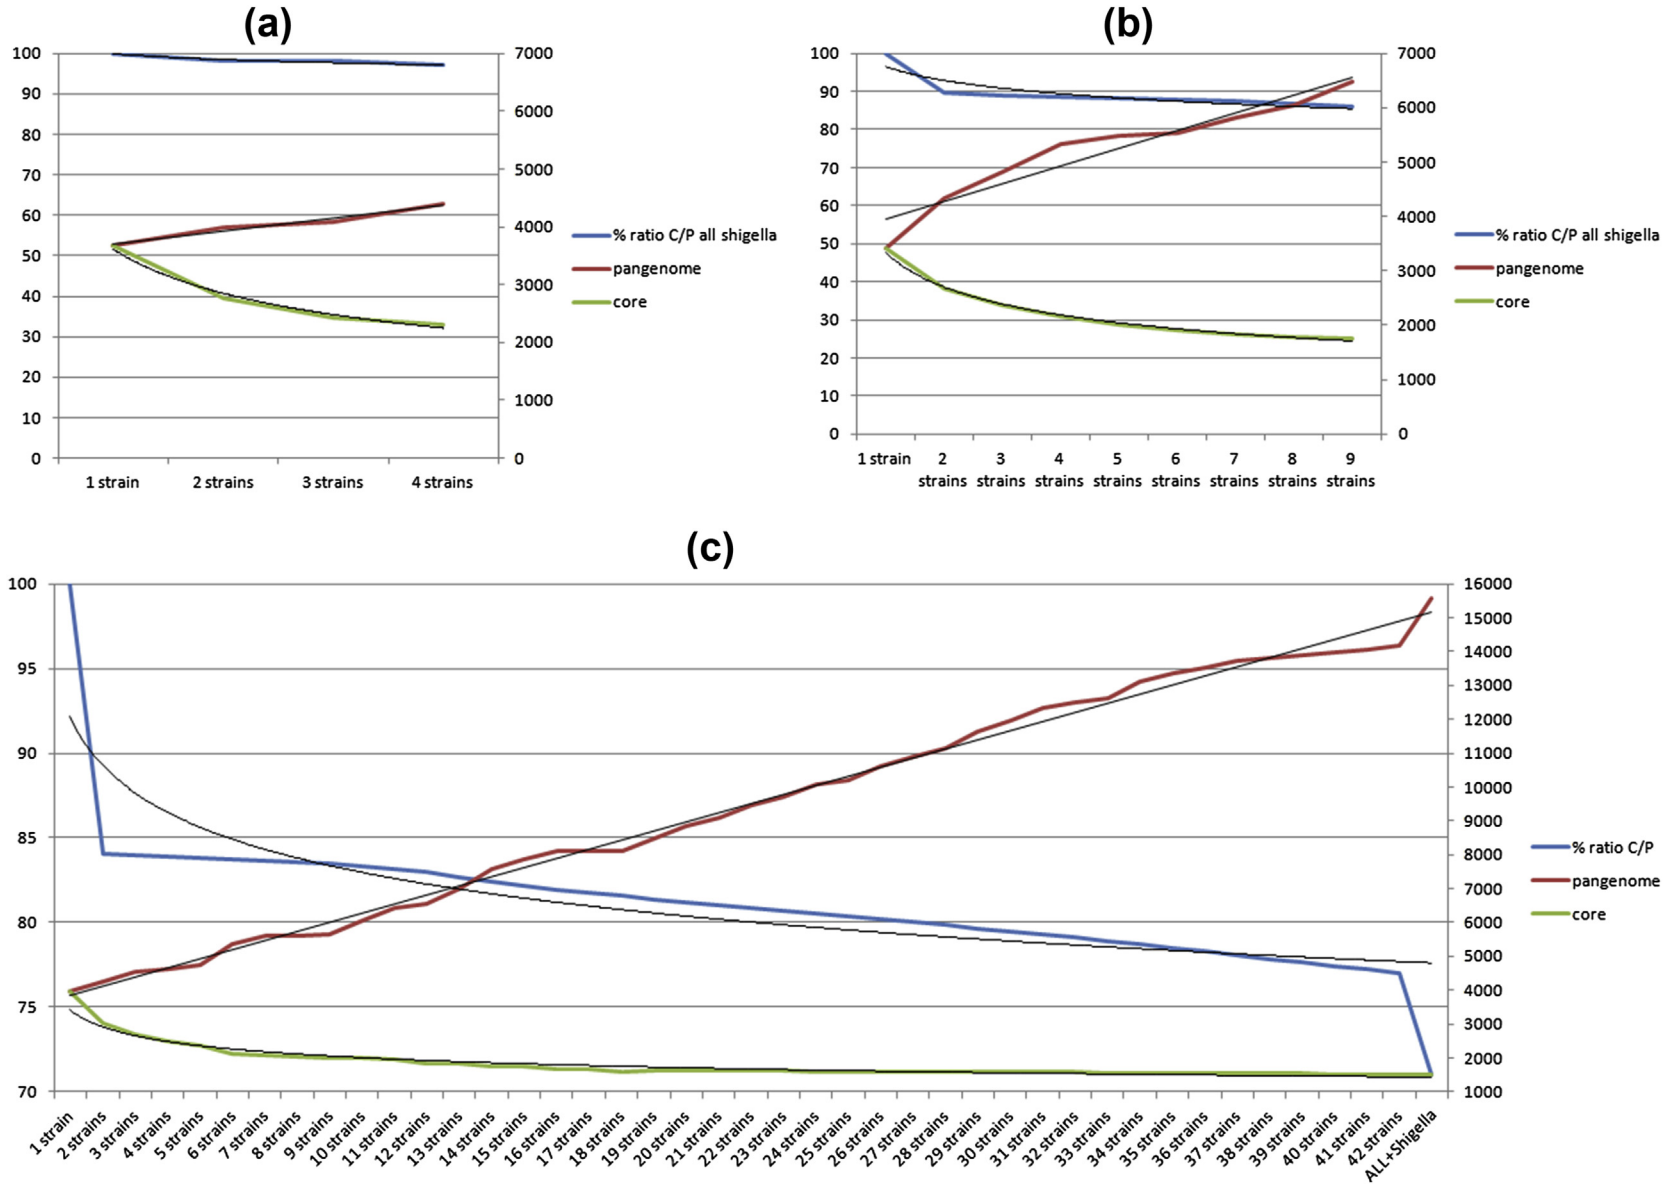 (a)
100
90
80
70
60
50
40
30
20
10
0
7000
6000
5000
4000
3000
2000
1000
0
1 strain
2 strains
3 strains
4 strains
% ratio C/P all shigella
pangenome
core
(b)
100
90
80
70
60
50
40
30
20
10
0
7000
6000
5000
4000
3000
2000
1000
0
1 strain
2 strains
3 strains
4 strains
5 strains
6 strains
7 strains
8 strains
9 strains
% ratio C/P all shigella
pangenome
core
(c)
100
95
90
85
80
75
70
16000
15000
14000
13000
12000
11000
10000
9000
8000
7000
6000
5000
4000
3000
2000
1000
1 strain
2 strains
3 strains
4 strains
5 strains
6 strains
7 strains
8 strains
9 strains
10 strains
11 strains
12 strains
13 strains
14 strains
15 strains
16 strains
17 strains
18 strains
19 strains
20 strains
21 strains
22 strains
23 strains
24 strains
25 strains
26 strains
27 strains
28 strains
29 strains
30 strains
31 strains
32 strains
33 strains
34 strains
35 strains
36 strains
37 strains
38 strains
39 strains
40 strains
41 strains
42 strains
ALL+Shigella
% ratio C/P
pangenome
core